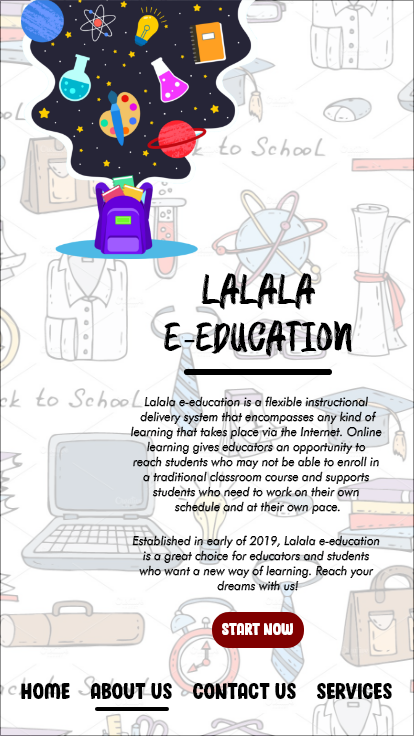 ck to School
LALALA
E-EDUCATION
ck to School
Lalala e-education is a flexible instructional
delivery system that encompasses any kind of
learning that takes place via the Internet. Online
learning gives educators an opportunity to
reach students who may not be able to enroll in
a traditional classroom course and supports
students who need to work on their own
schedule and at their own pace.
Established in early of 2019, Lalala e-education
is a great choice for educators and students
who want a new way of learning. Reach your
dreams with us!
START NOW
HOME ABOUT US CONTACT US SERVICES